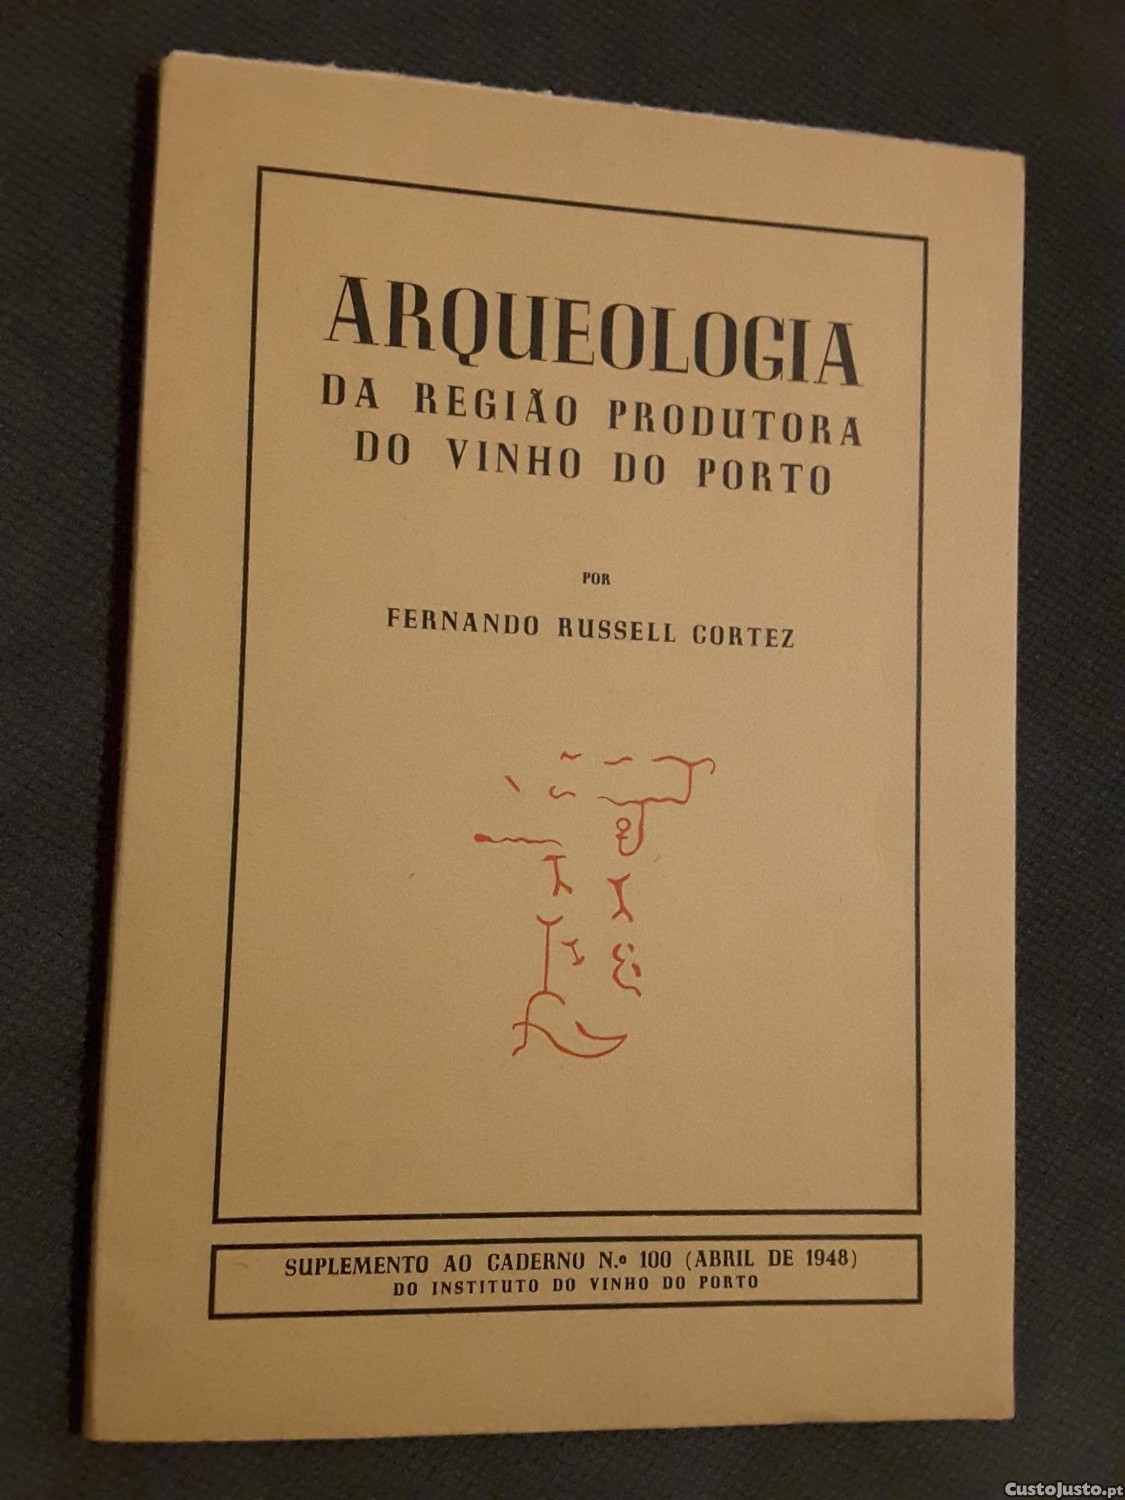 ARQUEOLOGIA
DA REGIÃO PRODUTORA
DO VINHO DO PORTO
POR
FERNANDO RUSSELL CORTEZ
SUPLEMENTO AO CADERNO N.º 100 (ABRIL DE 1948)
DO INSTITUTO DO VINHO DO PORTO
CustoJusto.pt